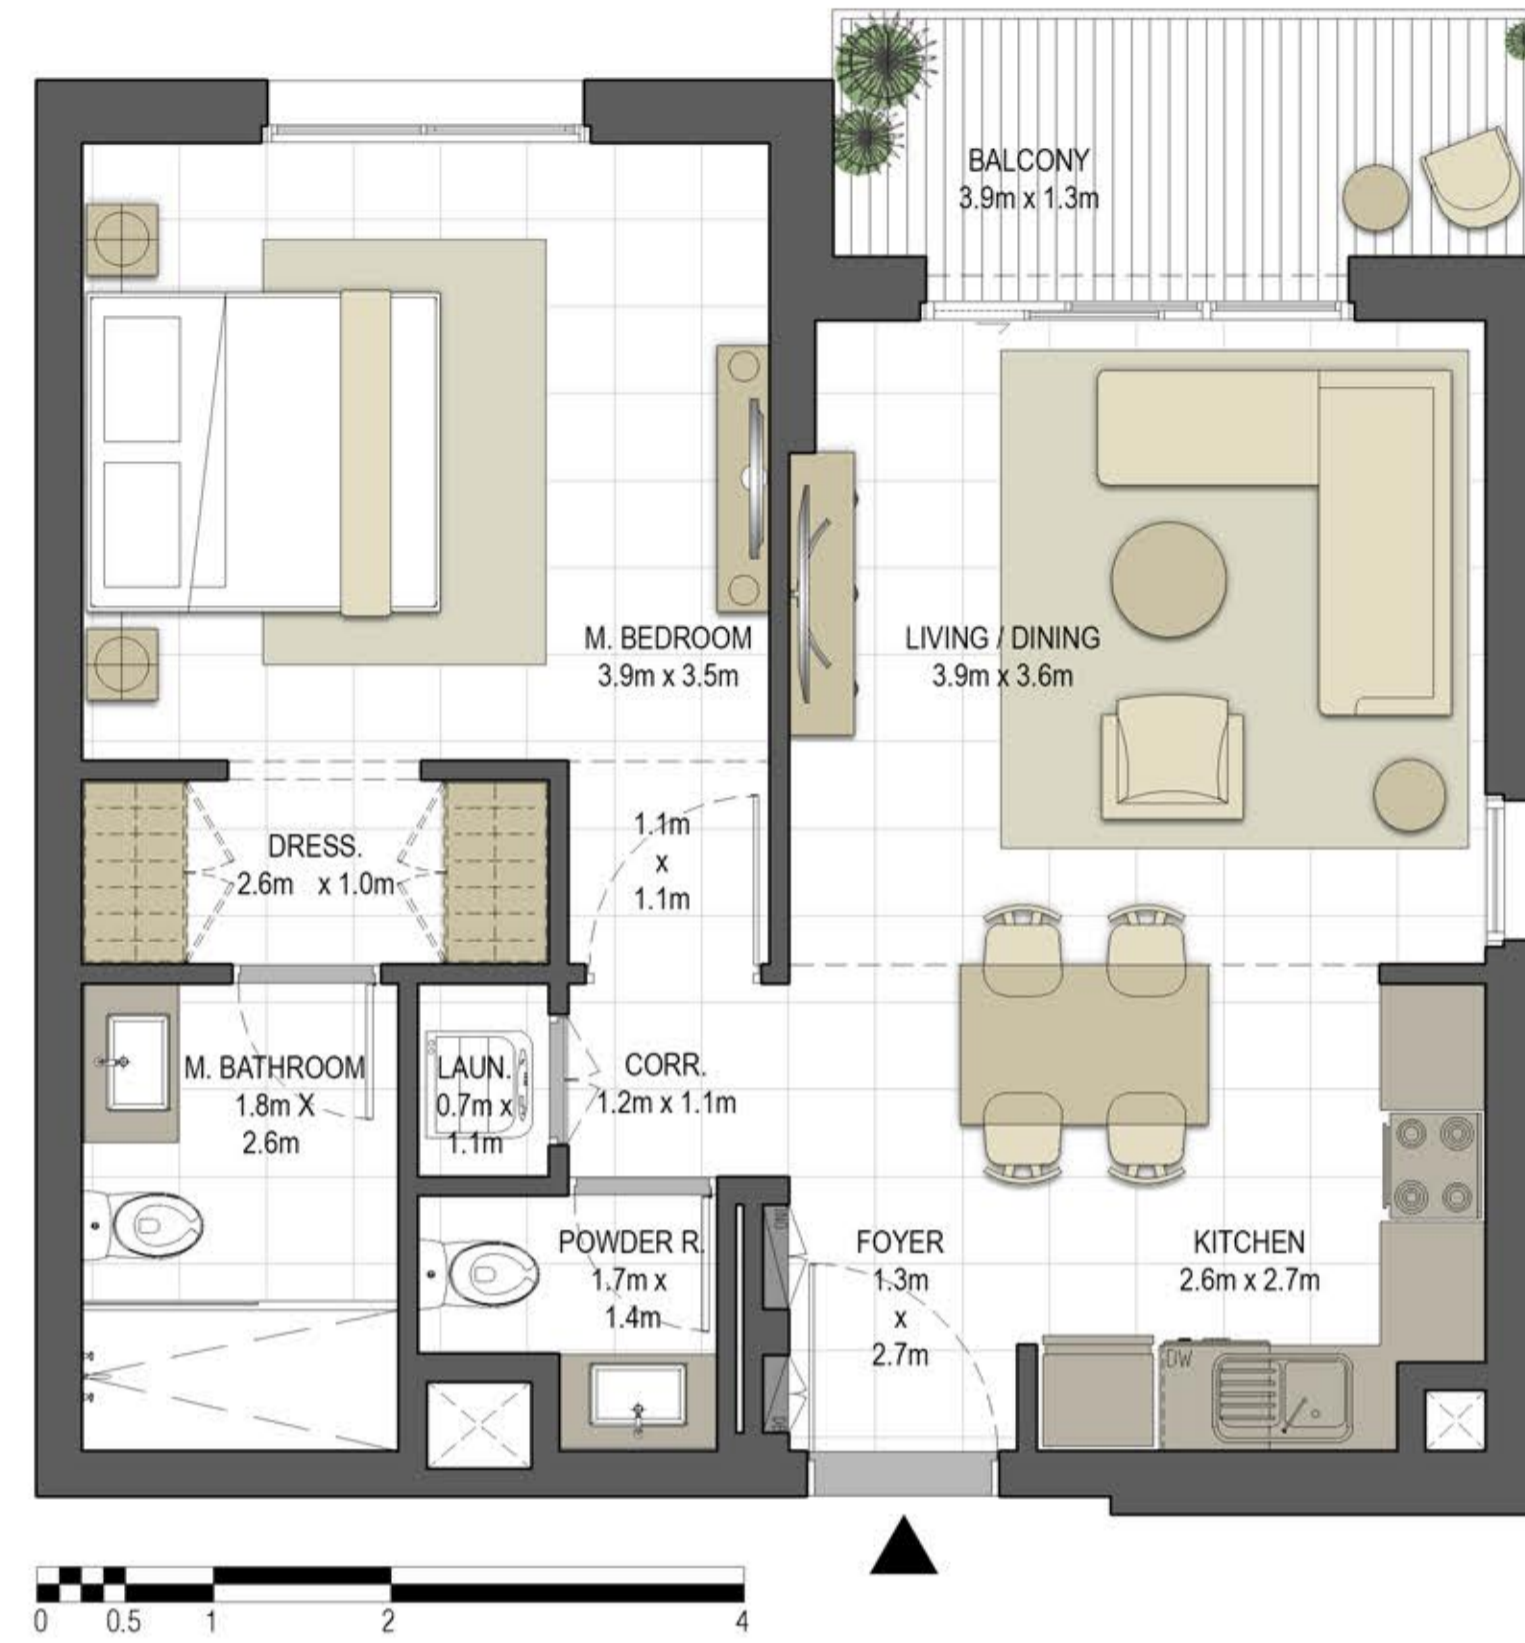 BALCONY
3.9m x 1.3m
M. BEDROOM
3.9m x 3.5m
LIVING / DINING
3.9m x 3.6m
DRESS.
2.6m x 1.0m
1.1m
x
1.1m
M. BATHROOM
1.8m X
2.6m
LAUN.
0.7m x
1.1m
CORR.
1.2m x 1.1m
POWDER R.
1.7m x
1.4m
FOYER
1.3m
x
2.7m
KITCHEN
2.6m x 2.7m
DW
0 0.5 1 2 4